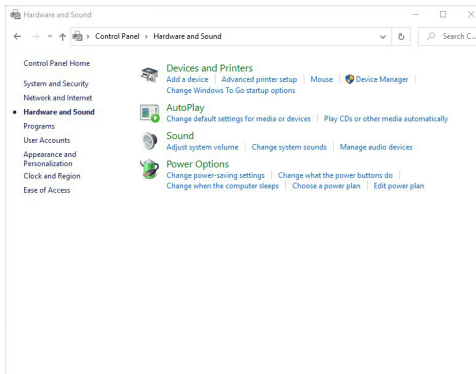 Hardware and Sound
Control Panel > Hardware and Sound
Search C...
Control Panel Home
System and Security
Network and Internet
Hardware and Sound
Programs
User Accounts
Appearance and
Personalization
Clock and Region
Ease of Access
Devices and Printers
Add a device | Advanced printer setup | Mouse | Device Manager |
Change Windows To Go startup options
AutoPlay
Change default settings for media or devices | Play CDs or other media automatically
Sound
Adjust system volume | Change system sounds | Manage audio devices
Power Options
Change power-saving settings | Change what the power buttons do |
Change when the computer sleeps | Choose a power plan | Edit power plan